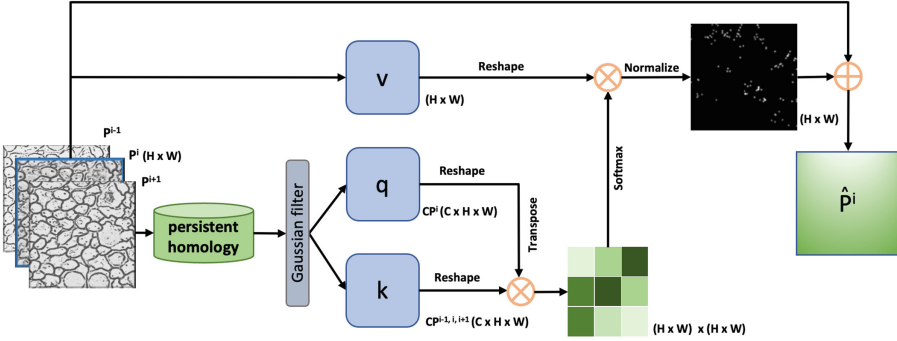 P^{i-1}
P^{i} (H x W)
P^{i+1}
persistent
homology
Gaussian filter
v
(H x W)
Reshape
q
CP^{i} (C x H x W)
Reshape
Transpose
k
CP^{i-1, i, i+1} (C x H x W)
Reshape
(H x W) x (H x W)
Softmax
Normalize
(H x W)
P̂^{i}